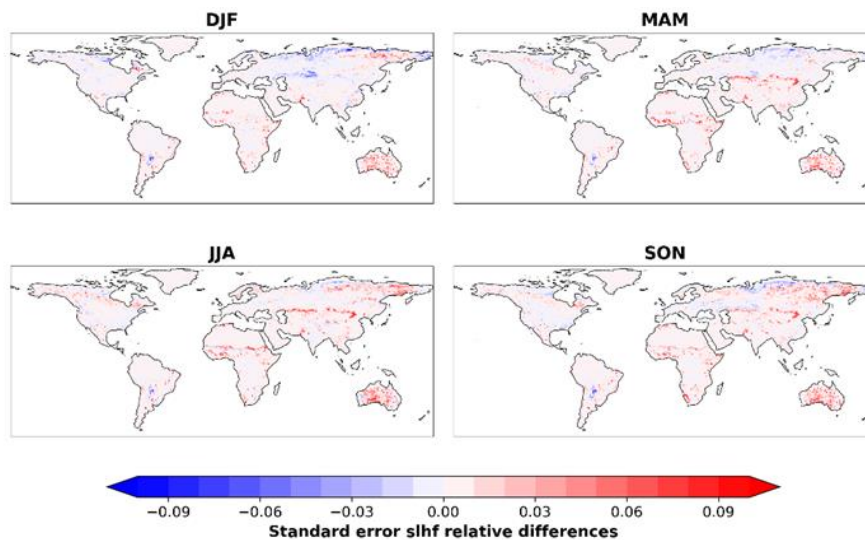 DJF MAM
JJA SON
−0.09 −0.06 −0.03 0.00 0.03 0.06 0.09
Standard error slhf relative differences